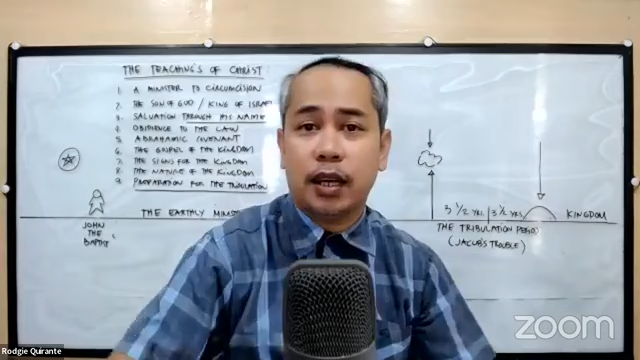 THE TEACHING'S OF CHRIST
1. A MINISTER TO CIRCUMCISION
2. THE SON OF GOD / KING OF ISRAEL
3. SALVATION THROUGH HIS NAME
4. OBEDIENCE TO THE LAW
5. ABRAHAMIC COVENANT
6. THE GOSPEL OF THE KINGDOM
7. THE SIGNS FOR THE KINGDOM
8. THE NATURE OF THE KINGDOM
9. PREPARATION FOR THE TRIBULATION
JOHN
THE
BAPTIST
THE EARTHLY
3 1/2 YRS. 3 1/2 YRS.
KINGDOM
THE TRIBULATION PERIOD
(JACOB'S TROUBLE)
zoom
Rodgie Quirante